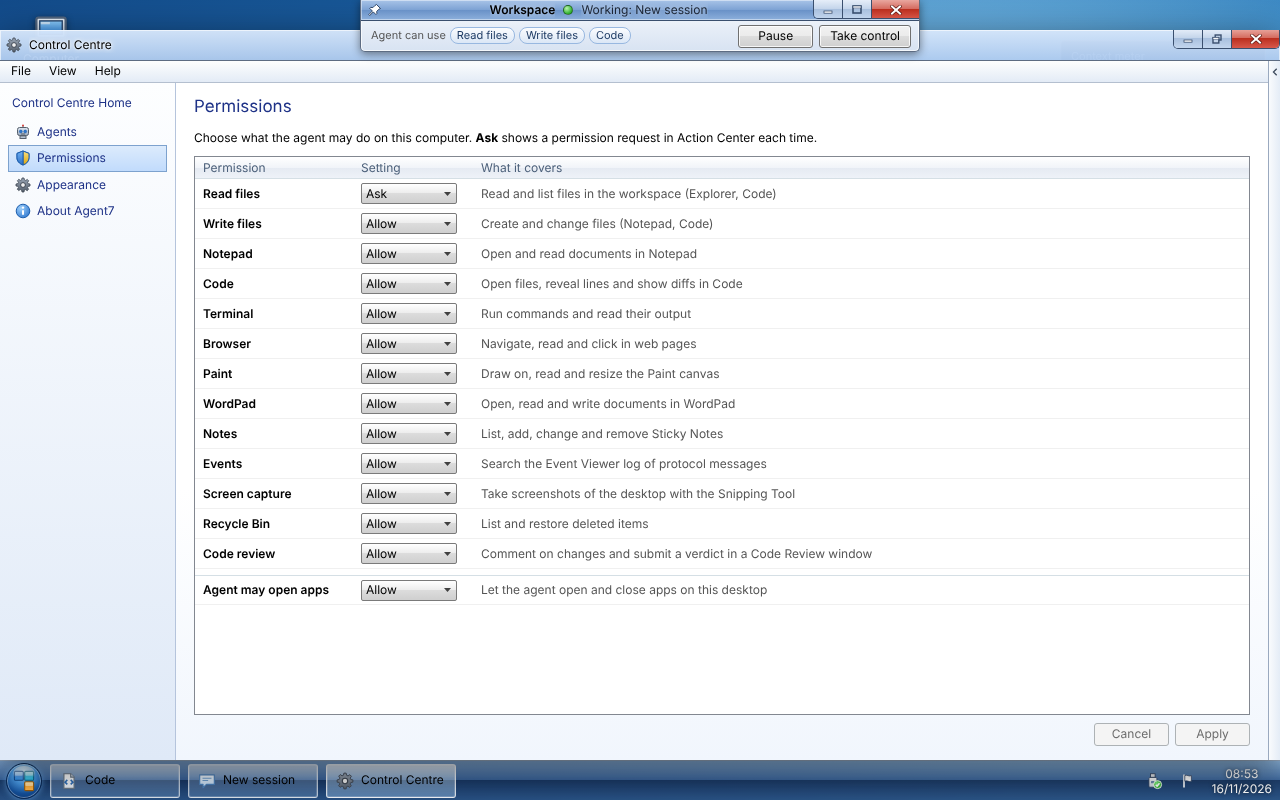 Workspace Working: New session
Agent can use Read files Write files Code Pause Take control
Control Centre
File View Help
Control Centre Home
Agents
Permissions
Appearance
About Agent7
Permissions
Choose what the agent may do on this computer. Ask shows a permission request in Action Center each time.
Permission Setting What it covers
Read files Ask Read and list files in the workspace (Explorer, Code)
Write files Allow Create and change files (Notepad, Code)
Notepad Allow Open and read documents in Notepad
Code Allow Open files, reveal lines and show diffs in Code
Terminal Allow Run commands and read their output
Browser Allow Navigate, read and click in web pages
Paint Allow Draw on, read and resize the Paint canvas
WordPad Allow Open, read and write documents in WordPad
Notes Allow List, add, change and remove Sticky Notes
Events Allow Search the Event Viewer log of protocol messages
Screen capture Allow Take screenshots of the desktop with the Snipping Tool
Recycle Bin Allow List and restore deleted items
Code review Allow Comment on changes and submit a verdict in a Code Review window
Agent may open apps Allow Let the agent open and close apps on this desktop
Cancel Apply
Code New session Control Centre
08:53
16/11/2026